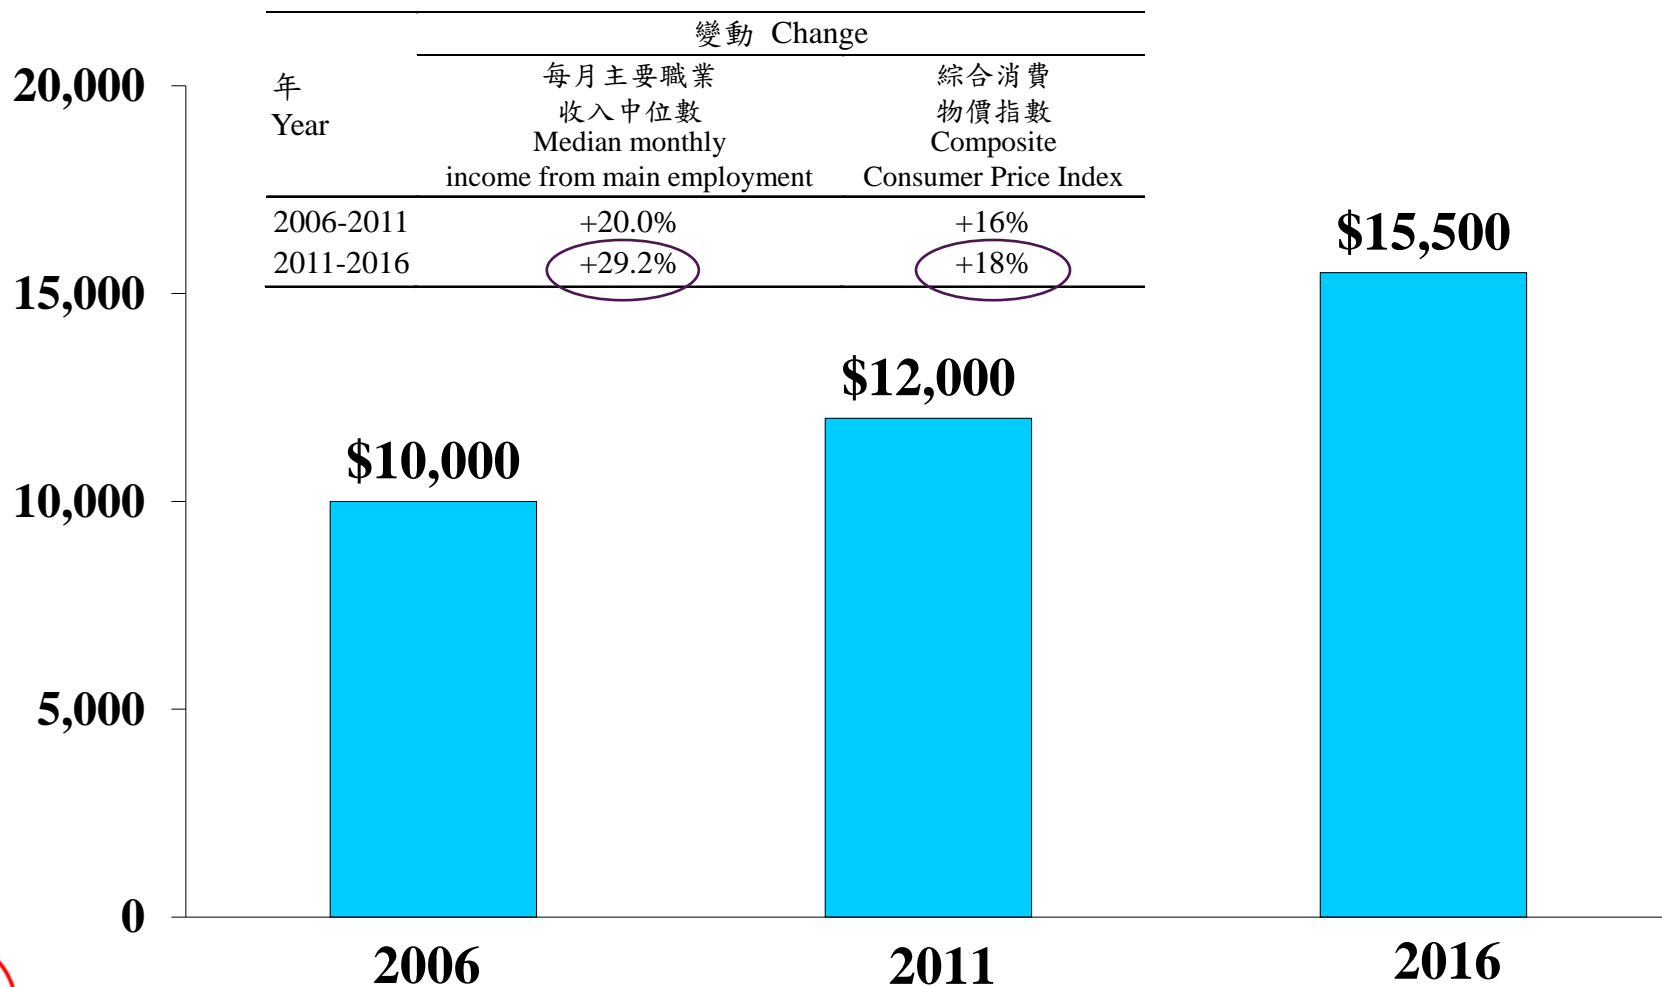 變動 Change
年
Year
每月主要職業
收入中位數
Median monthly
income from main employment
綜合消費
物價指數
Composite
Consumer Price Index
2006-2011 +20.0% +16%
2011-2016 +29.2% +18%
20,000
15,000
10,000
5,000
0
$10,000
$12,000
$15,500
2006
2011
2016